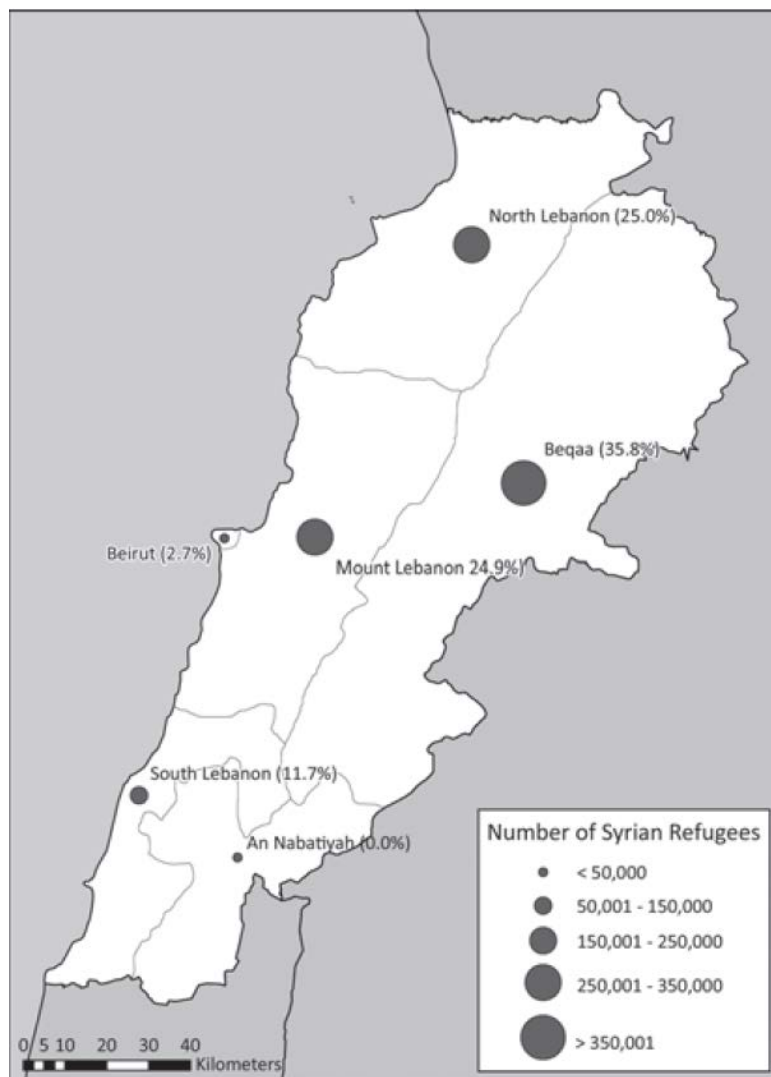 North Lebanon (25.0%)
Beqaa (35.8%)
Beirut (2.7%)
Mount Lebanon 24.9%)
South Lebanon (11.7%)
An Nabatiyah (0.0%)
Number of Syrian Refugees
< 50,000
50,001 - 150,000
150,001 - 250,000
250,001 - 350,000
> 350,001
0 5 10 20 30 40
Kilometers